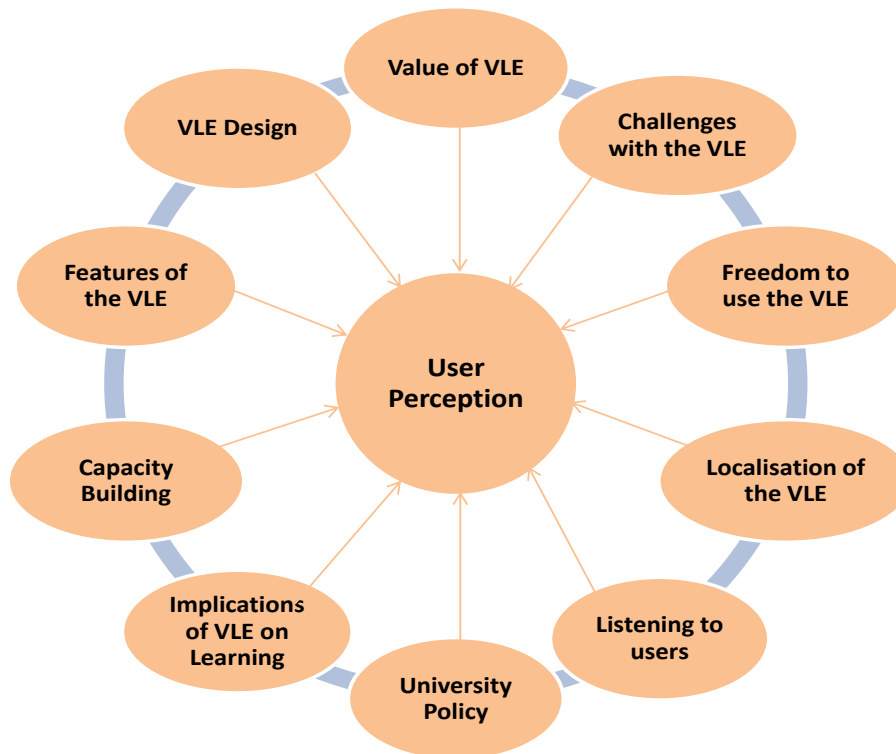 Value of VLE
Challenges
with the VLE
Freedom to
use the VLE
Localisation of
the VLE
Listening to
users
University
Policy
Implications
of VLE on
Learning
Capacity
Building
Features of
the VLE
VLE Design
User
Perception